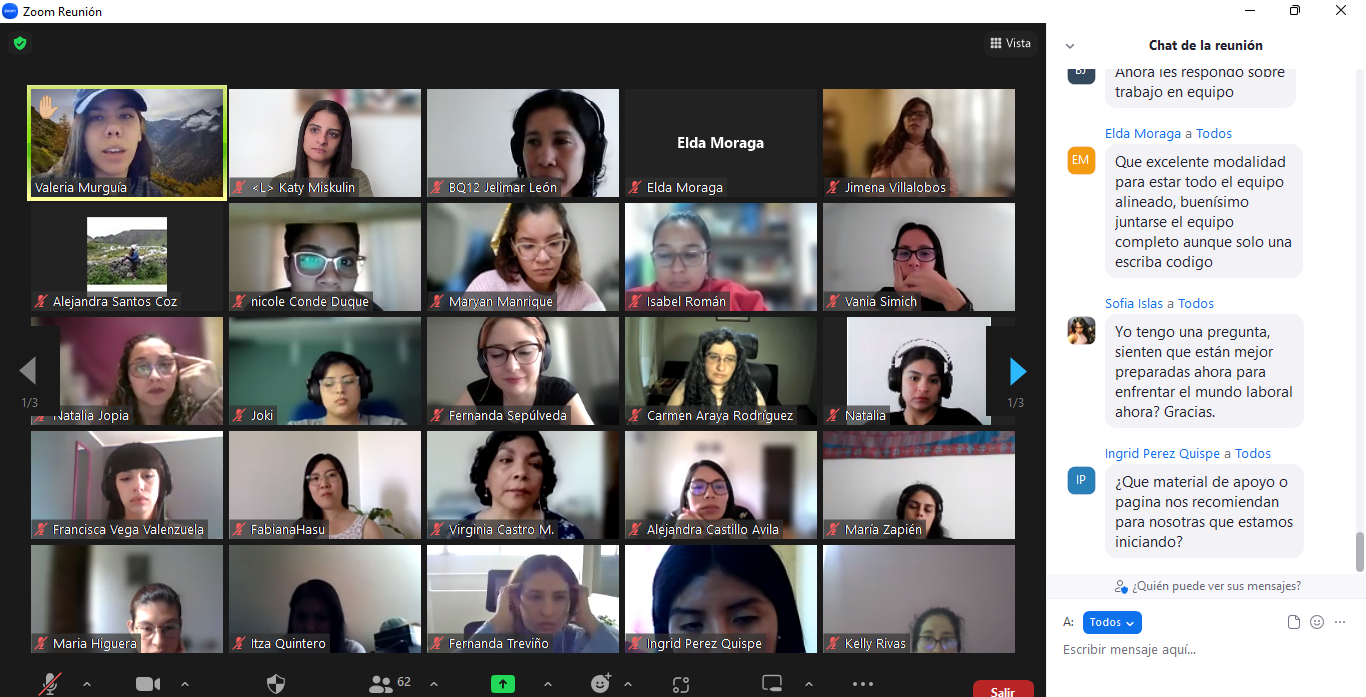 Zoom Reunión
Vista
Valeria Murguía
<L> Katy Miskulin
BQ12 Jelimar León
Elda Moraga
Elda Moraga
Jimena Villalobos
Alejandra Santos Coz
nicole Conde Duque
Maryan Manrique
Isabel Román
Vania Simich
1/3
Natalia Jopia
Joki
Fernanda Sepúlveda
Carmen Araya Rodríguez
Natalia
1/3
Francisca Vega Valenzuela
FabianaHasu
Virginia Castro M.
Alejandra Castillo Avila
María Zapién
Maria Higuera
Itza Quintero
Fernanda Treviño
Ingrid Perez Quispe
Kelly Rivas
62
Salir
Chat de la reunión
BJ
Ahora les respondo sobre
trabajo en equipo
Elda Moraga a Todos
EM
Que excelente modalidad
para estar todo el equipo
alineado, buenísimo
juntarse el equipo
completo aunque solo una
escriba codigo
Sofia Islas a Todos
Yo tengo una pregunta,
sienten que están mejor
preparadas ahora para
enfrentar el mundo laboral
ahora? Gracias.
Ingrid Perez Quispe a Todos
IP
¿Que material de apoyo o
pagina nos recomiendan
para nosotras que estamos
iniciando?
¿Quién puede ver sus mensajes?
A: Todos
Escribir mensaje aquí...